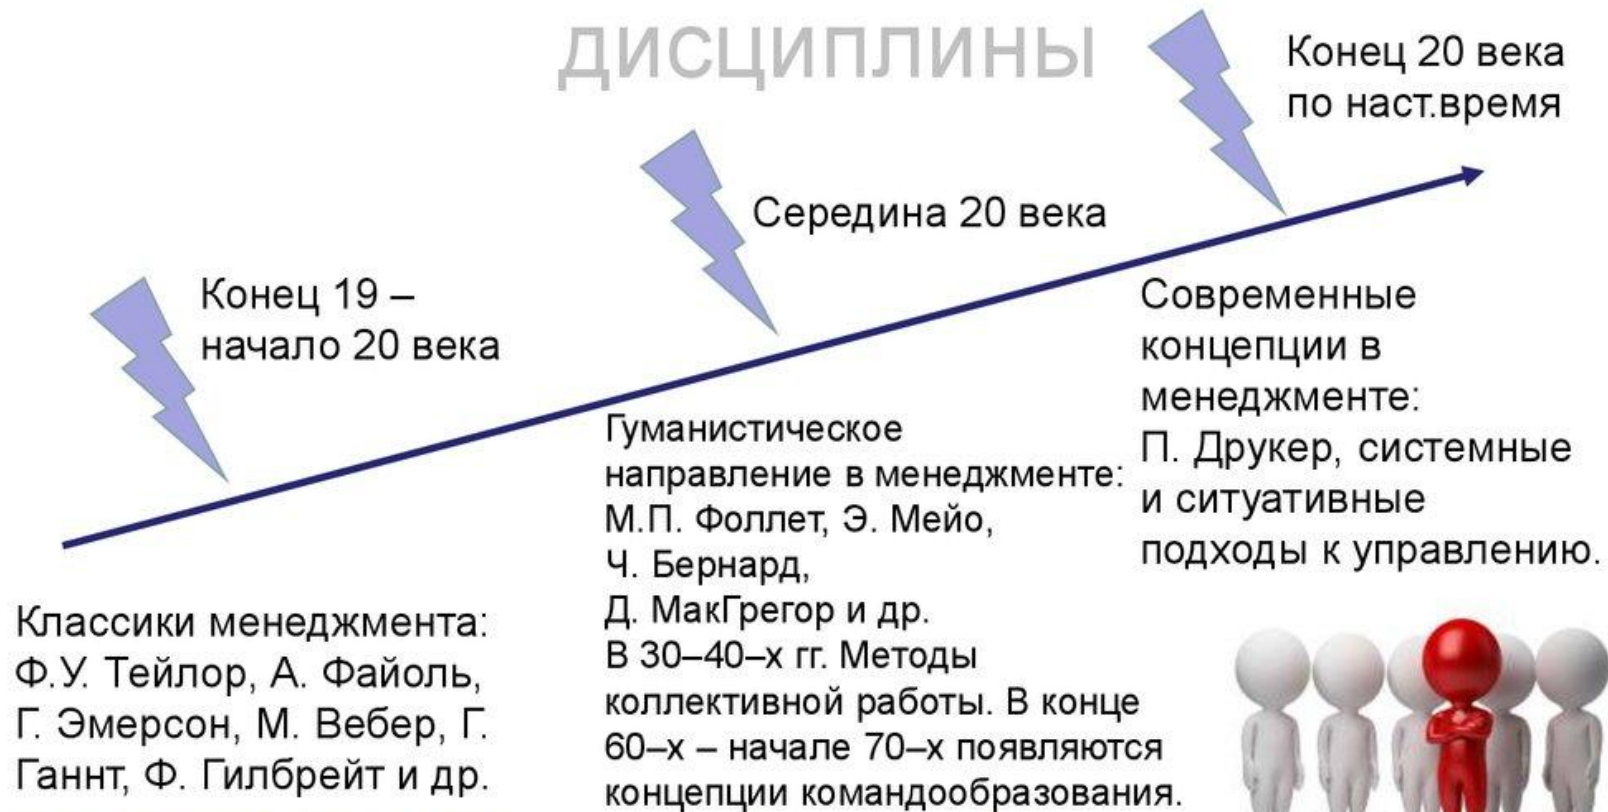 ДИСЦИПЛИНЫ
Конец 19 –
начало 20 века
Середина 20 века
Конец 20 века
по наст.время
Классики менеджмента:
Ф.У. Тейлор, А. Файоль,
Г. Эмерсон, М. Вебер, Г.
Ганнт, Ф. Гилбрейт и др.
Гуманистическое
направление в менеджменте:
М.П. Фоллет, Э. Мейо,
Ч. Бернард,
Д. МакГрегор и др.
В 30–40–х гг. Методы
коллективной работы. В конце
60–х – начале 70–х появляются
концепции командообразования.
Современные
концепции в
менеджменте:
П. Друкер, системные
и ситуативные
подходы к управлению.